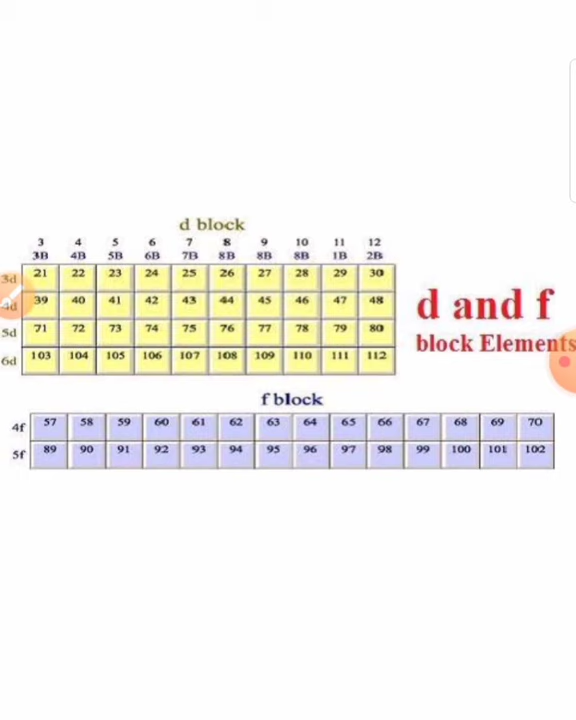 d block
3 4 5 6 7 8 9 10 11 12
3B 4B 5B 6B 7B 8B 8B 8B 1B 2B
3d 21 22 23 24 25 26 27 28 29 30
4d 39 40 41 42 43 44 45 46 47 48
5d 71 72 73 74 75 76 77 78 79 80
6d 103 104 105 106 107 108 109 110 111 112
d and f
block Elements
f block
4f 57 58 59 60 61 62 63 64 65 66 67 68 69 70
5f 89 90 91 92 93 94 95 96 97 98 99 100 101 102